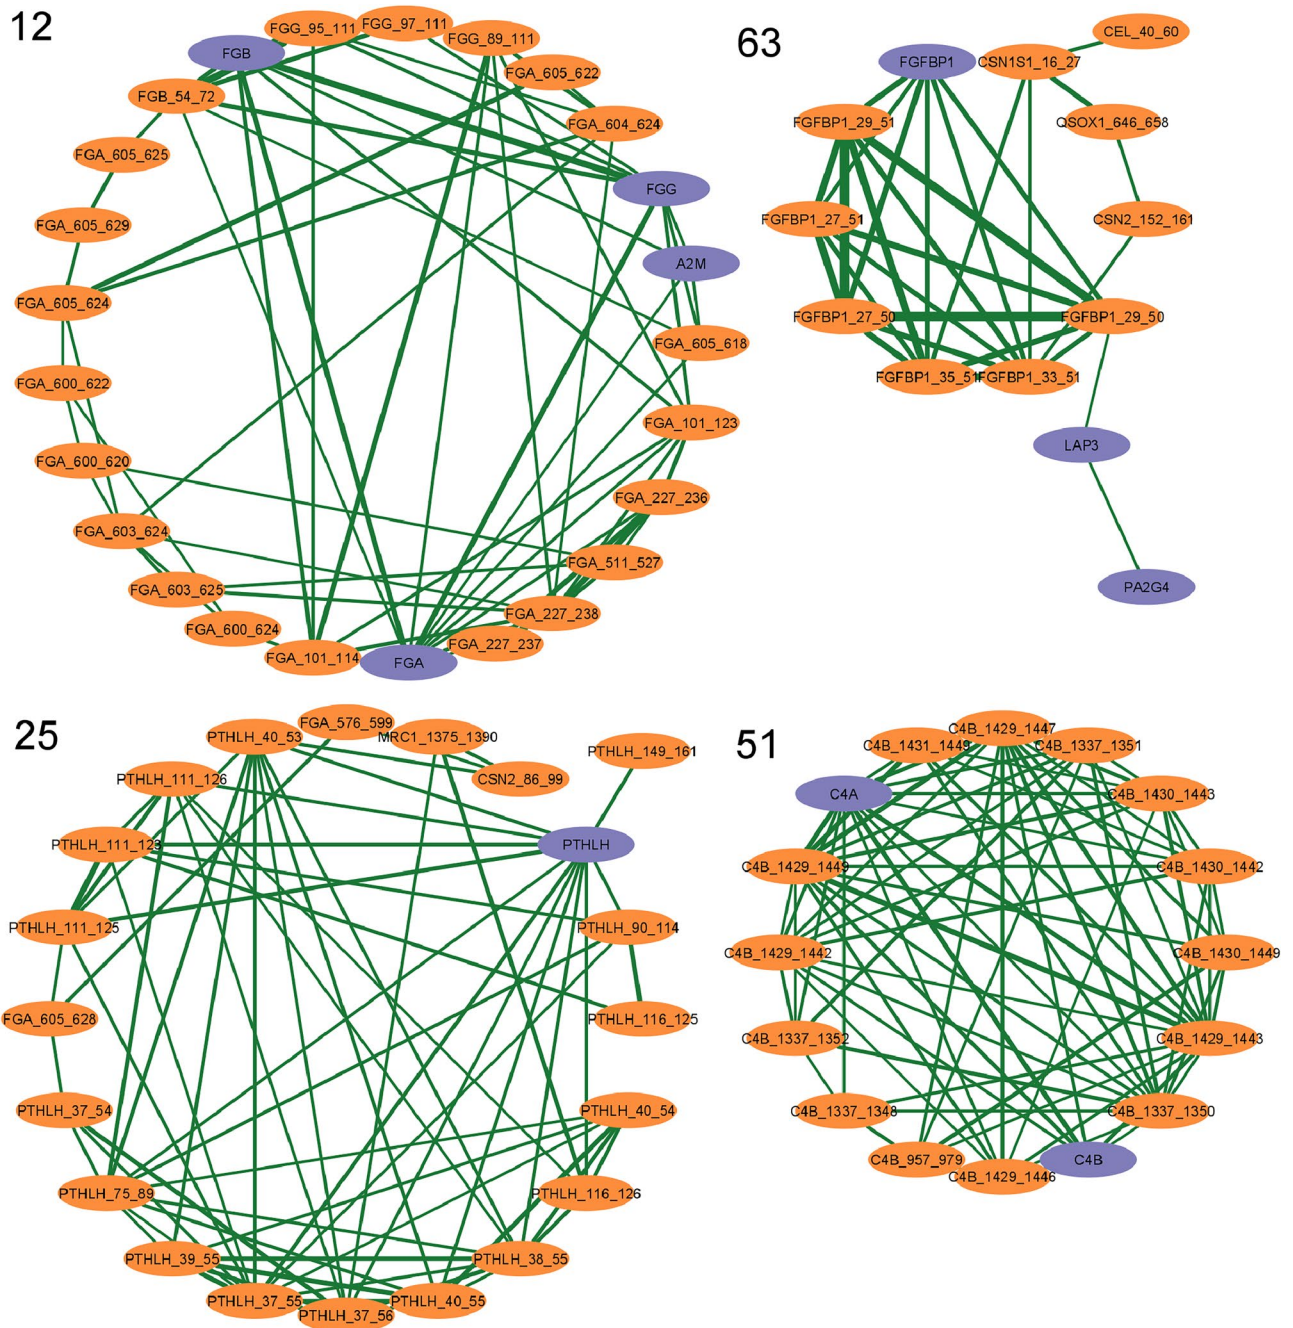 12
FGG_95_111
FGG_97_111
FGG_89_111
FGB
FGA_605_622
FGB_54_72
FGA_604_624
FGA_605_625
FGG
FGA_605_629
A2M
FGA_605_624
FGA_605_618
FGA_600_622
FGA_101_123
FGA_600_620
FGA_227_236
FGA_603_624
FGA_511_527
FGA_603_625
FGA_227_238
FGA_600_624
FGA_227_237
FGA_101_114
FGA
63
CEL_40_60
FGFBP1
CSN1S1_16_27
FGFBP1_29_51
QSOX1_646_658
FGFBP1_27_51
CSN2_152_161
FGFBP1_27_50
FGFBP1_29_50
FGFBP1_35_51
FGFBP1_33_51
LAP3
PA2G4
25
FGA_576_599
PTHLH_40_53
MRC1_1375_1390
PTHLH_149_161
PTHLH_111_126
CSN2_86_99
PTHLH_111_123
PTHLH
PTHLH_111_125
PTHLH_90_114
FGA_605_628
PTHLH_116_125
PTHLH_37_54
PTHLH_40_54
PTHLH_75_89
PTHLH_116_126
PTHLH_39_55
PTHLH_38_55
PTHLH_37_55
PTHLH_40_55
PTHLH_37_56
51
C4B_1429_1447
C4B_1431_1449
C4B_1337_1351
C4A
C4B_1430_1443
C4B_1429_1449
C4B_1430_1442
C4B_1429_1442
C4B_1430_1449
C4B_1337_1352
C4B_1429_1443
C4B_1337_1348
C4B_1337_1350
C4B_957_979
C4B
C4B_1429_1446